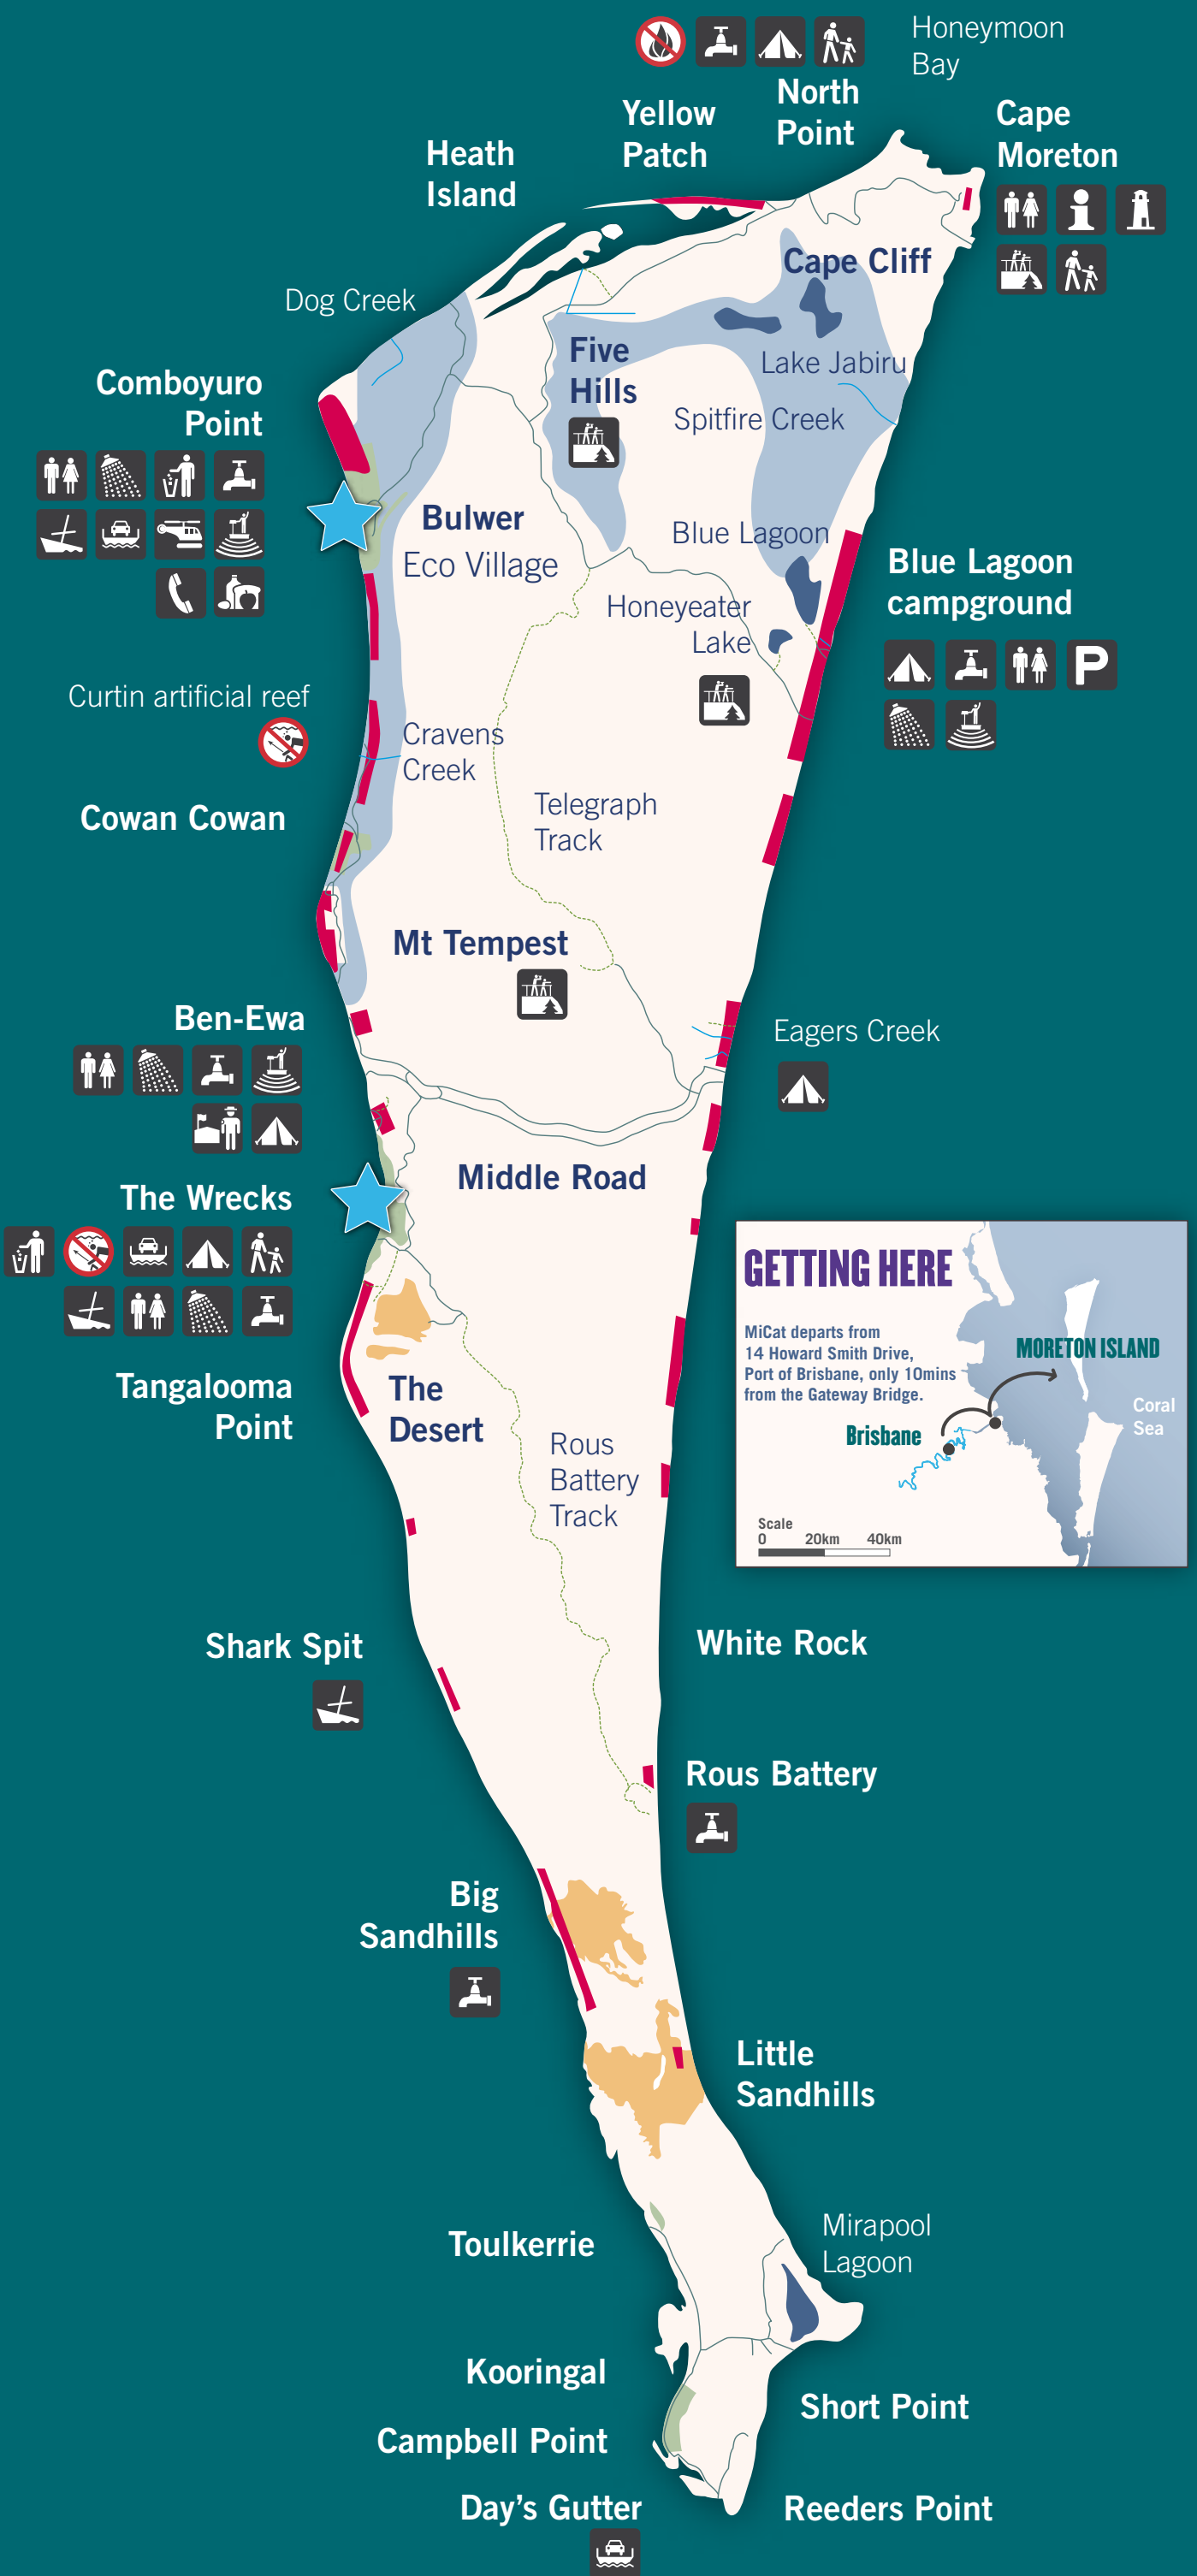 Honeymoon
Bay
North
Point
Yellow
Patch
Cape
Moreton
Heath
Island
Cape Cliff
Dog Creek
Five
Hills
Lake Jabiru
Comboyuro
Point
Spitfire Creek
Bulwer
Eco Village
Blue Lagoon
Blue Lagoon
campground
Honeyeater
Lake
P
Curtin artificial reef
Cravens
Creek
Cowan Cowan
Telegraph
Track
Mt Tempest
Ben-Ewa
Eagers Creek
Middle Road
The Wrecks
GETTING HERE
MiCat departs from
14 Howard Smith Drive,
Port of Brisbane, only 10mins
from the Gateway Bridge.
MORETON ISLAND
Coral
Sea
Brisbane
Scale
0 20km 40km
Tangalooma
Point
The
Desert
Rous
Battery
Track
Shark Spit
White Rock
Rous Battery
Big
Sandhills
Little
Sandhills
Toulkerrie
Mirapool
Lagoon
Kooringal
Short Point
Campbell Point
Day's Gutter
Reeders Point